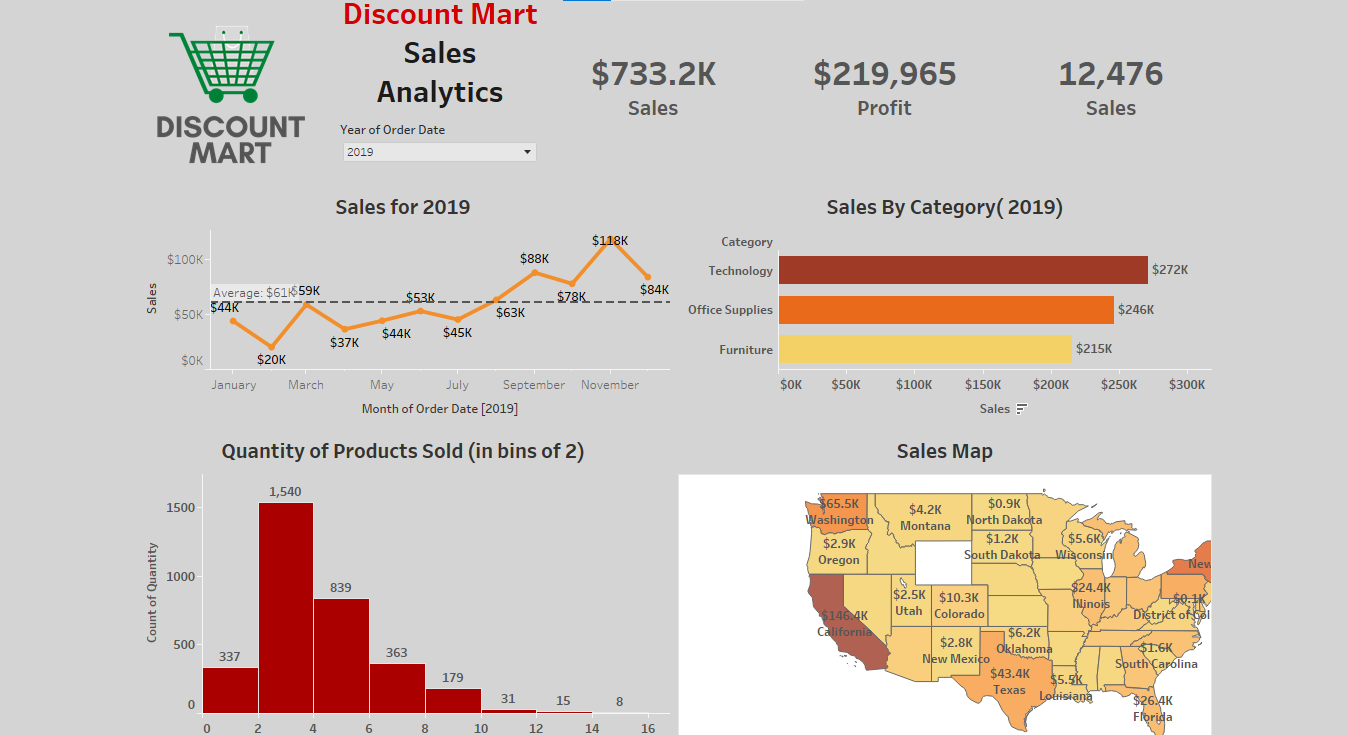 Discount Mart
Sales
Analytics
DISCOUNT
MART
Year of Order Date
2019
$733.2K
Sales
$219,965
Profit
12,476
Sales
Sales for 2019
Sales
$100K
$50K
$0K
Average: $61K
$44K
$20K
$59K
$37K
$44K
$53K
$45K
$63K
$88K
$78K
$118K
$84K
January March May July September November
Month of Order Date [2019]
Sales By Category( 2019)
Category
Technology $272K
Office Supplies $246K
Furniture $215K
$0K $50K $100K $150K $200K $250K $300K
Sales
Quantity of Products Sold (in bins of 2)
Count of Quantity
1500
1000
500
0
337
1,540
839
363
179
31
15
8
0 2 4 6 8 10 12 14 16
Sales Map
$65.5K
Washington
$4.2K
Montana
$0.9K
North Dakota
$2.9K
Oregon
$1.2K
South Dakota
$5.6K
Wisconsin
New
$146.4K
California
$2.5K
Utah
$10.3K
Colorado
$24.4K
Illinois
$0.1K
District of Col
$2.8K
New Mexico
$6.2K
Oklahoma
$1.6K
South Carolina
$43.4K
Texas
$5.5K
Louisiana
$26.4K
Florida